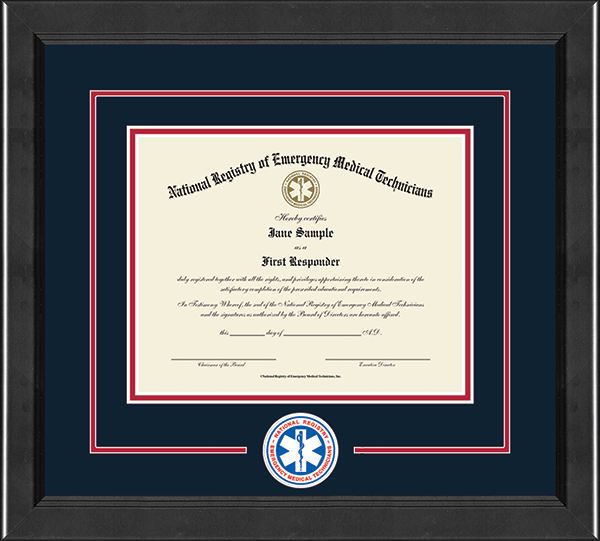 National Registry of Emergency Medical Technicians
Hereby certifies
Jane Sample
as a
First Responder
duly registered together with all the rights, and privileges appertaining thereto in consideration of the
satisfactory completion of the prescribed educational requirements.
In Testimony Whereof, the seal of the National Registry of Emergency Medical Technicians
and the signatures as authorized by the Board of Directors are hereunto affixed.
this ________ day of ____________________ A.D.
Chairman of the Board Executive Director
©National Registry of Emergency Medical Technicians, Inc.
NATIONAL REGISTRY
EMERGENCY MEDICAL TECHNICIANS